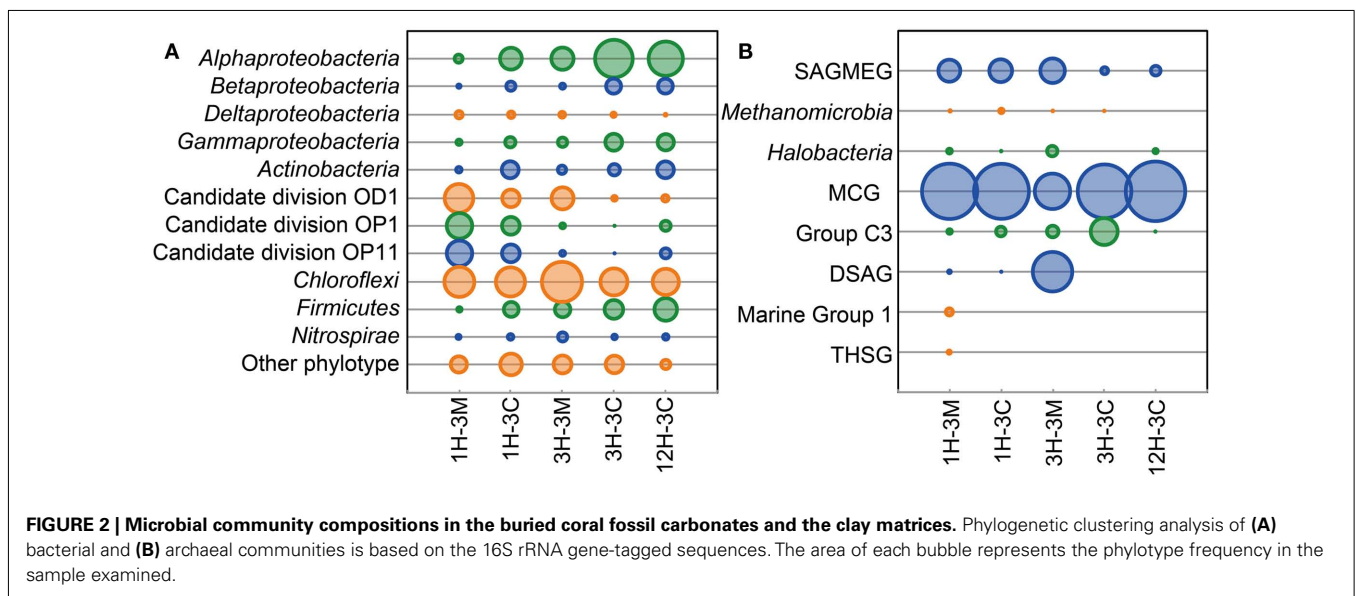 A
Alphaproteobacteria
Betaproteobacteria
Deltaproteobacteria
Gammaproteobacteria
Actinobacteria
Candidate division OD1
Candidate division OP1
Candidate division OP11
Chloroflexi
Firmicutes
Nitrospirae
Other phylotype
1H-3M
1H-3C
3H-3M
3H-3C
12H-3C
B
SAGMEG
Methanomicrobia
Halobacteria
MCG
Group C3
DSAG
Marine Group 1
THSG
1H-3M
1H-3C
3H-3M
3H-3C
12H-3C
FIGURE 2 | Microbial community compositions in the buried coral fossil carbonates and the clay matrices. Phylogenetic clustering analysis of (A)
bacterial and (B) archaeal communities is based on the 16S rRNA gene-tagged sequences. The area of each bubble represents the phylotype frequency in the
sample examined.